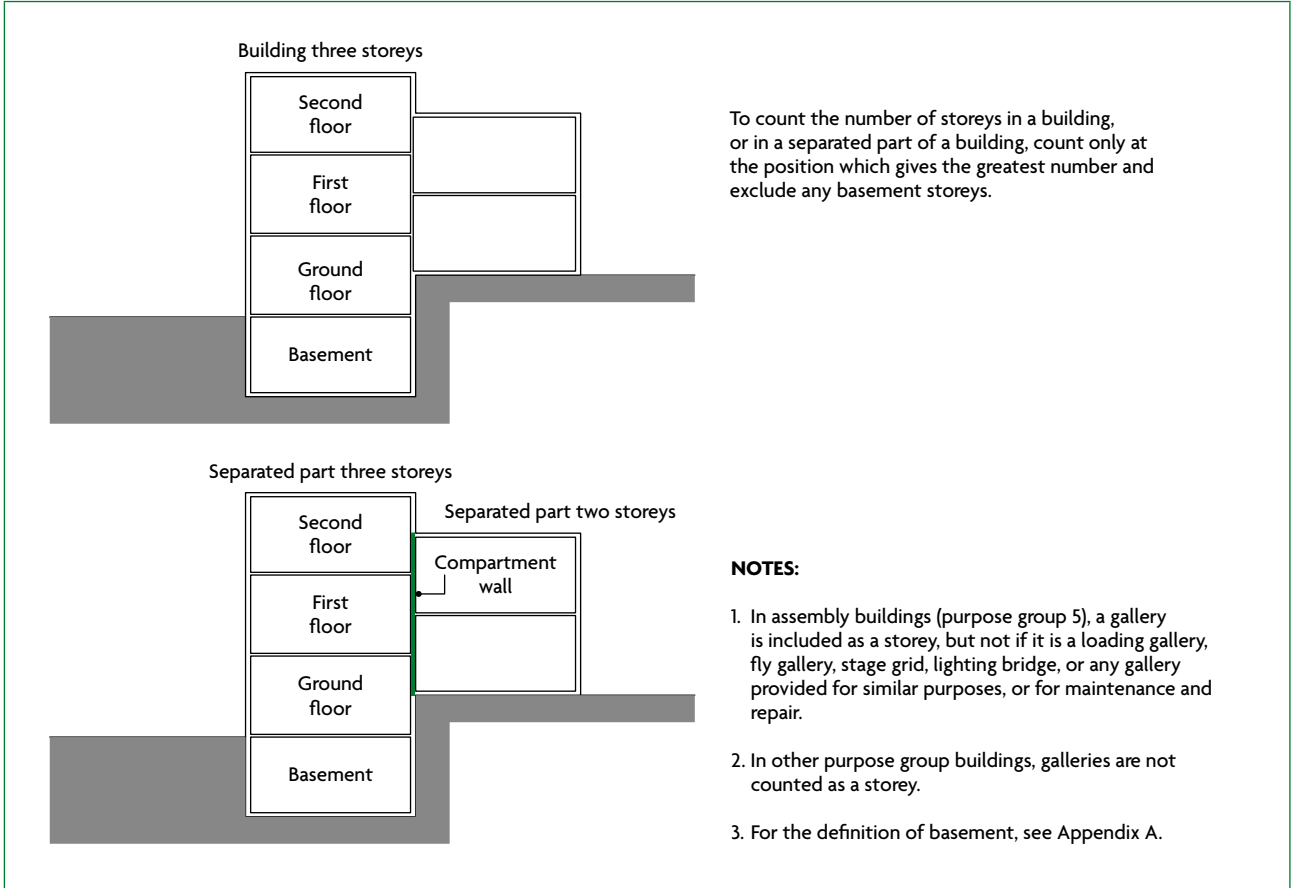 Building three storeys
Second
floor
First
floor
Ground
floor
Basement
To count the number of storeys in a building,
or in a separated part of a building, count only at
the position which gives the greatest number and
exclude any basement storeys.
Separated part three storeys
Separated part two storeys
Second
floor
Compartment
wall
First
floor
Ground
floor
Basement
NOTES:
1. In assembly buildings (purpose group 5), a gallery
is included as a storey, but not if it is a loading gallery,
fly gallery, stage grid, lighting bridge, or any gallery
provided for similar purposes, or for maintenance and
repair.
2. In other purpose group buildings, galleries are not
counted as a storey.
3. For the definition of basement, see Appendix A.